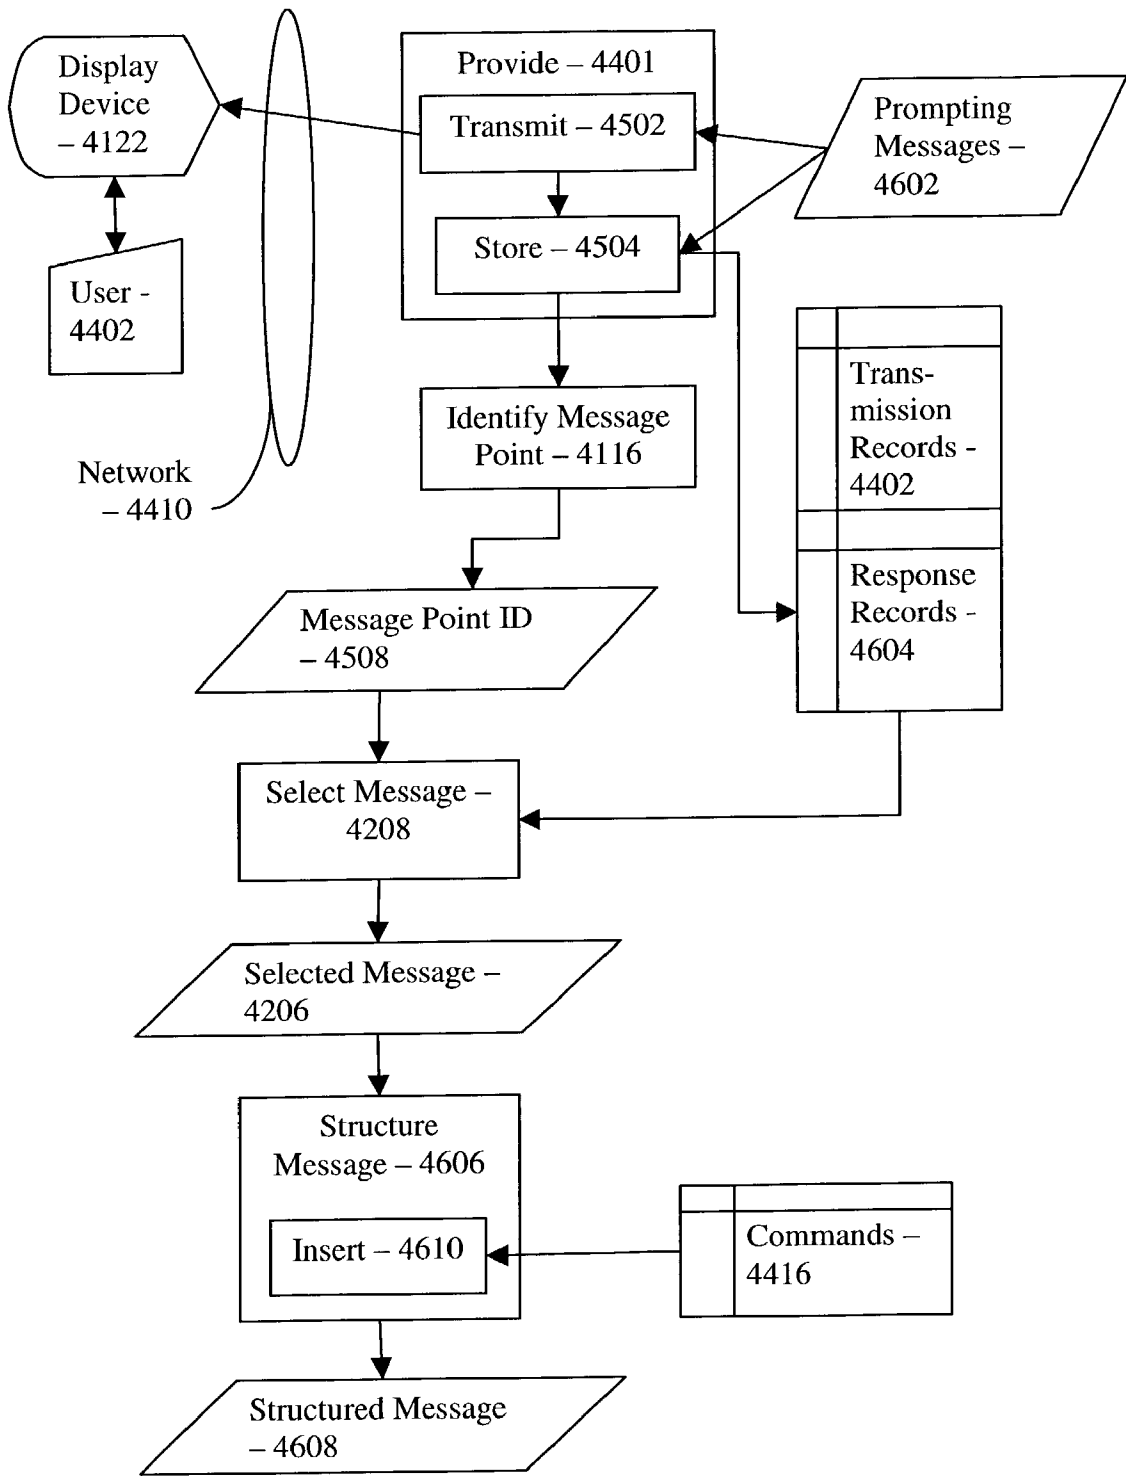 Display
Device
– 4122
User -
4402
Network
– 4410
Provide – 4401
Transmit – 4502
Store – 4504
Prompting
Messages –
4602
Identify Message
Point – 4116
Trans-
mission
Records -
4402
Response
Records -
4604
Message Point ID
– 4508
Select Message –
4208
Selected Message –
4206
Structure
Message – 4606
Insert – 4610
Commands –
4416
Structured Message
– 4608